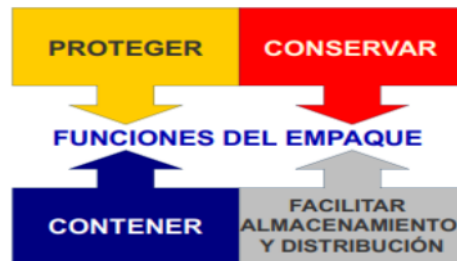 PROTEGER
CONSERVAR
FUNCIONES DEL EMPAQUE
CONTENER
FACILITAR
ALMACENAMIENTO
Y DISTRIBUCIÓN